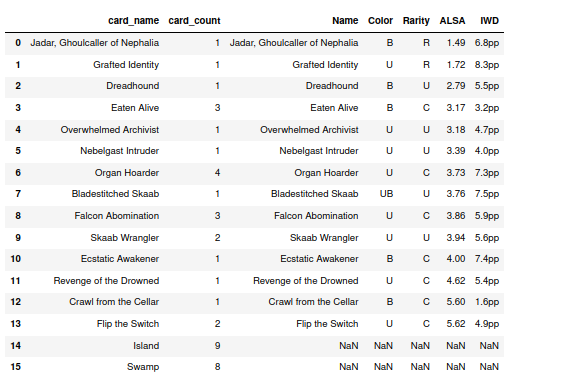 card_name card_count Name Color Rarity ALSA IWD
0 Jadar, Ghoulcaller of Nephalia 1 Jadar, Ghoulcaller of Nephalia B R 1.49 6.8pp
1 Grafted Identity 1 Grafted Identity U R 1.72 8.3pp
2 Dreadhound 1 Dreadhound B U 2.79 5.5pp
3 Eaten Alive 3 Eaten Alive B C 3.17 3.2pp
4 Overwhelmed Archivist 1 Overwhelmed Archivist U U 3.18 4.7pp
5 Nebelgast Intruder 1 Nebelgast Intruder U U 3.39 4.0pp
6 Organ Hoarder 4 Organ Hoarder U C 3.73 7.3pp
7 Bladestitched Skaab 1 Bladestitched Skaab UB U 3.76 7.5pp
8 Falcon Abomination 3 Falcon Abomination U C 3.86 5.9pp
9 Skaab Wrangler 2 Skaab Wrangler U U 3.94 5.6pp
10 Ecstatic Awakener 1 Ecstatic Awakener B C 4.00 7.4pp
11 Revenge of the Drowned 1 Revenge of the Drowned U C 4.62 5.4pp
12 Crawl from the Cellar 1 Crawl from the Cellar B C 5.60 1.6pp
13 Flip the Switch 2 Flip the Switch U C 5.62 4.9pp
14 Island 9 NaN NaN NaN NaN NaN
15 Swamp 8 NaN NaN NaN NaN NaN